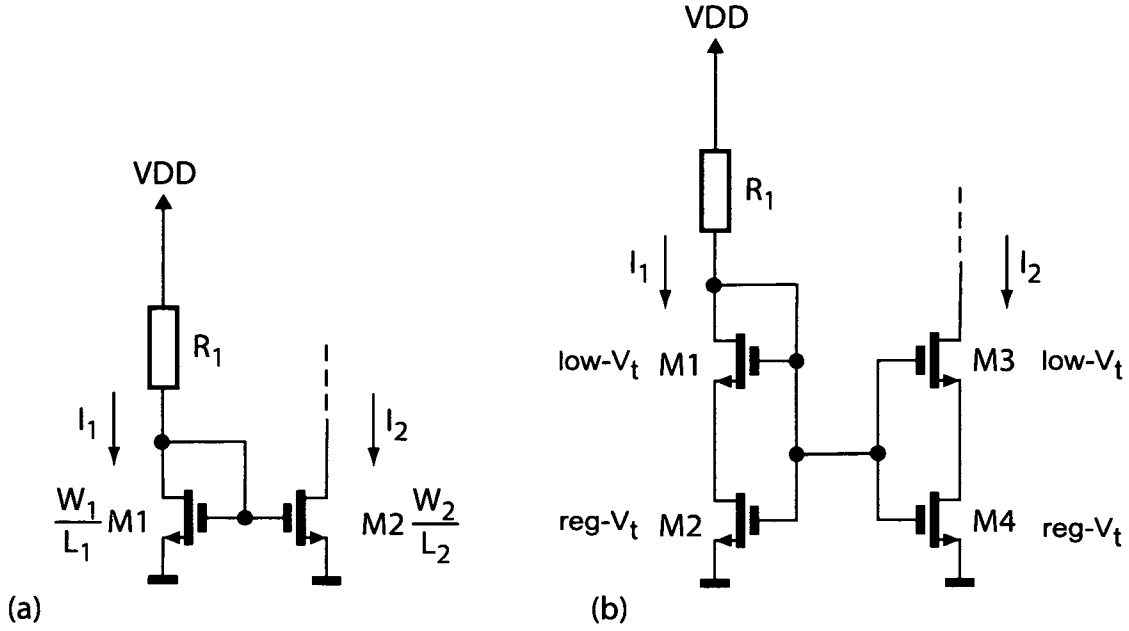 VDD
R₁
I₁
I₂
W₁
L₁
M1
M2
W₂
L₂
(a)
VDD
R₁
I₁
I₂
low-Vₜ M1
M3 low-Vₜ
reg-Vₜ M2
M4 reg-Vₜ
(b)